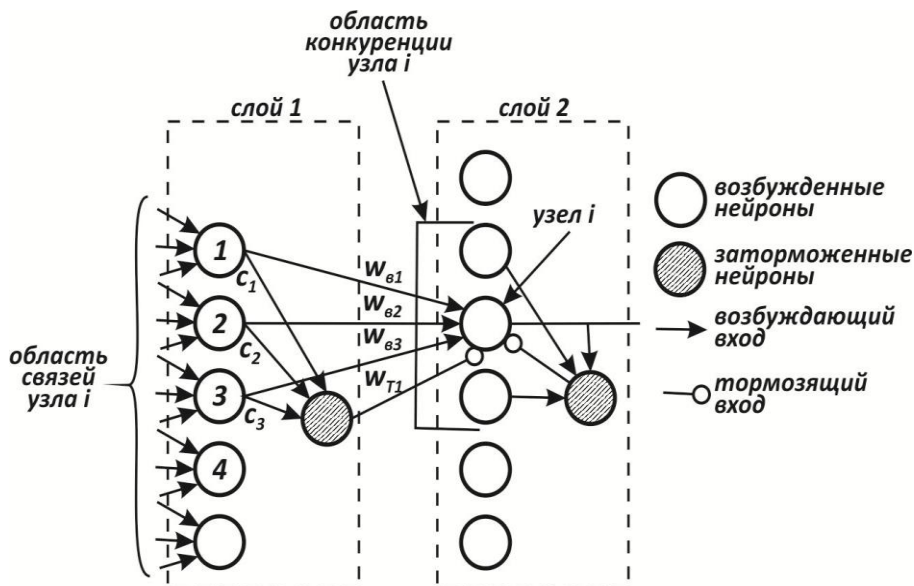 область
конкуренции
узла i
слой 1
слой 2
возбужденные
нейроны
узел i
1
c₁
wв1
заторможенные
нейроны
2
c₂
wв2
возбуждающий
вход
область
связей
узла i
wв3
3
c₃
wТ1
тормозящий
вход
4